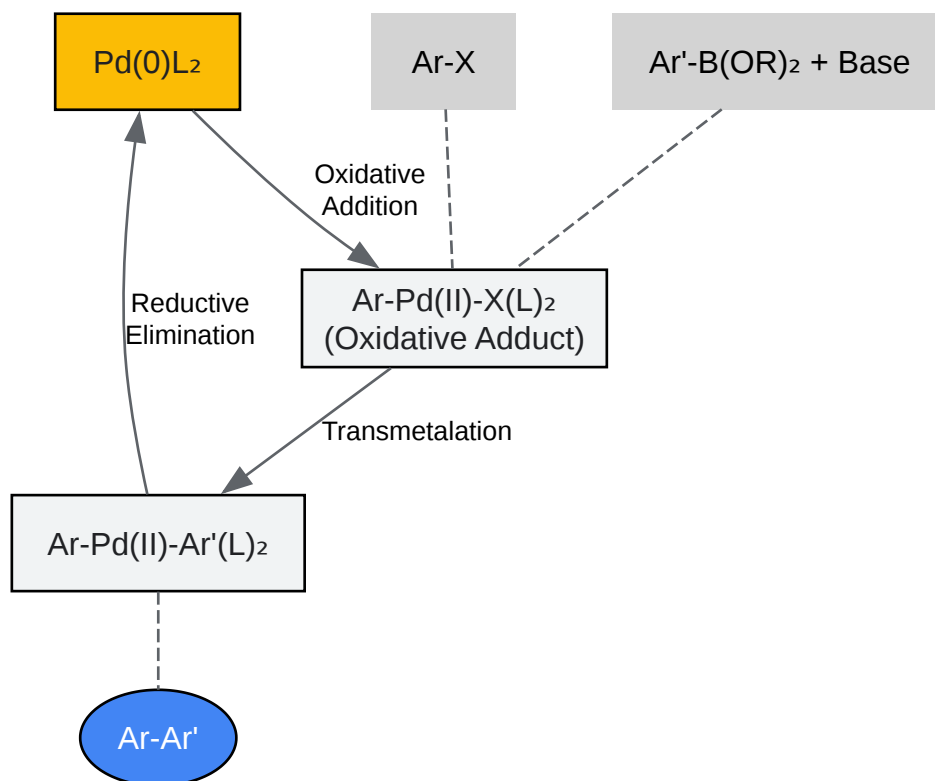 Pd(0)L₂
Ar-X
Ar'-B(OR)₂ + Base
Oxidative
Addition
Ar-Pd(II)-X(L)₂
(Oxidative Adduct)
Reductive
Elimination
Transmetalation
Ar-Pd(II)-Ar'(L)₂
Ar-Ar'